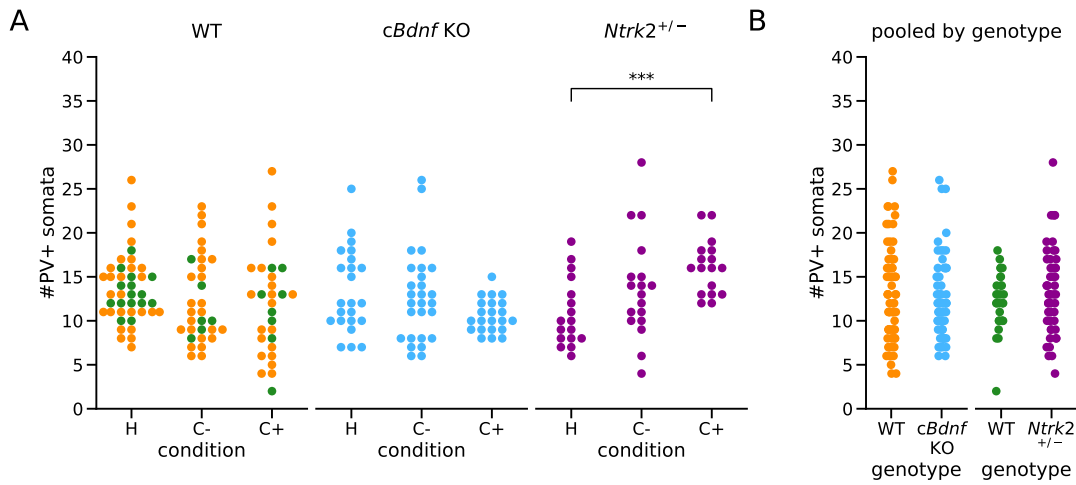 A
WT
cBdnf KO
Ntrk2+/−
***
#PV+ somata
40
35
30
25
20
15
10
5
0
H
C-
C+
H
C-
C+
H
C-
C+
condition
condition
condition
B
pooled by genotype
#PV+ somata
40
35
30
25
20
15
10
5
0
WT
cBdnf
KO
WT
Ntrk2
+/−
genotype
genotype